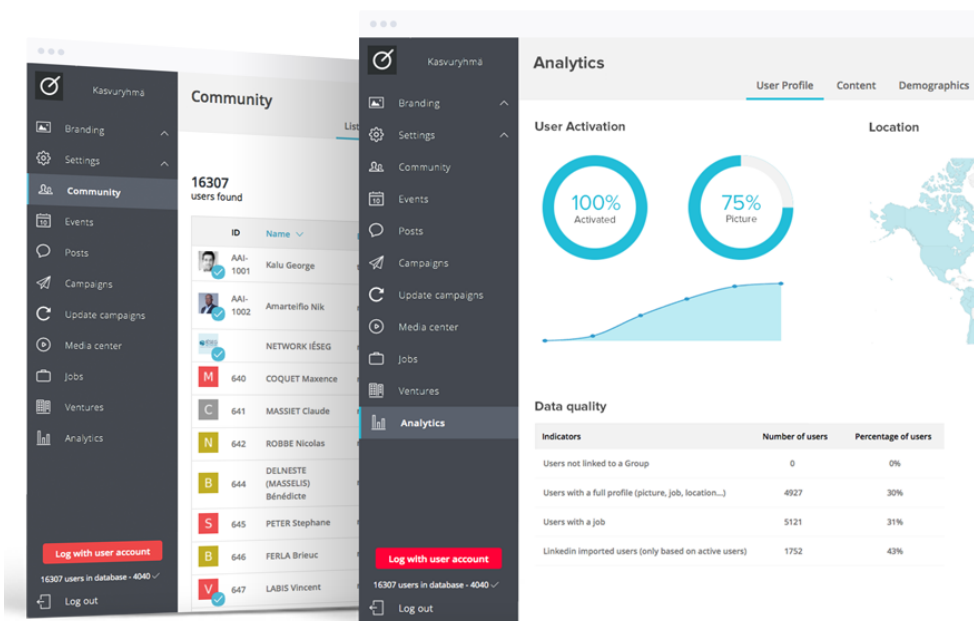 Kasvuryhmä
Branding
Settings
Community
Events
10
Posts
Campaigns
Update campaigns
Media center
Jobs
Ventures
Analytics
Log with user account
16307 users in database - 4040
Log out
Community
16307
users found
ID Name
AAI-
1001 Kalu George
AAI-
1002 Amarteifio Nik
NETWORK IÉSEG
M 640 COQUET Maxence
C 641 MASSIET Claude
N 642 ROBBE Nicolas
B 644 DELNESTE
(MASSELIS)
Bénédicte
S 645 PETER Stephane
B 646 FERLA Brieuc
V 647 LABIS Vincent
Kasvuryhmä
Branding
Settings
Community
10
Events
Posts
Campaigns
Update campaigns
Media center
Jobs
Ventures
Analytics
Log with user account
16307 users in database - 4040
Log out
Analytics
User Profile Content Demographics
User Activation
Location
100%
Activated
75%
Picture
Data quality
Indicators Number of users Percentage of users
Users not linked to a Group 0 0%
Users with a full profile (picture, job, location...) 4927 30%
Users with a job 5121 31%
Linkedin imported users (only based on active users) 1752 43%